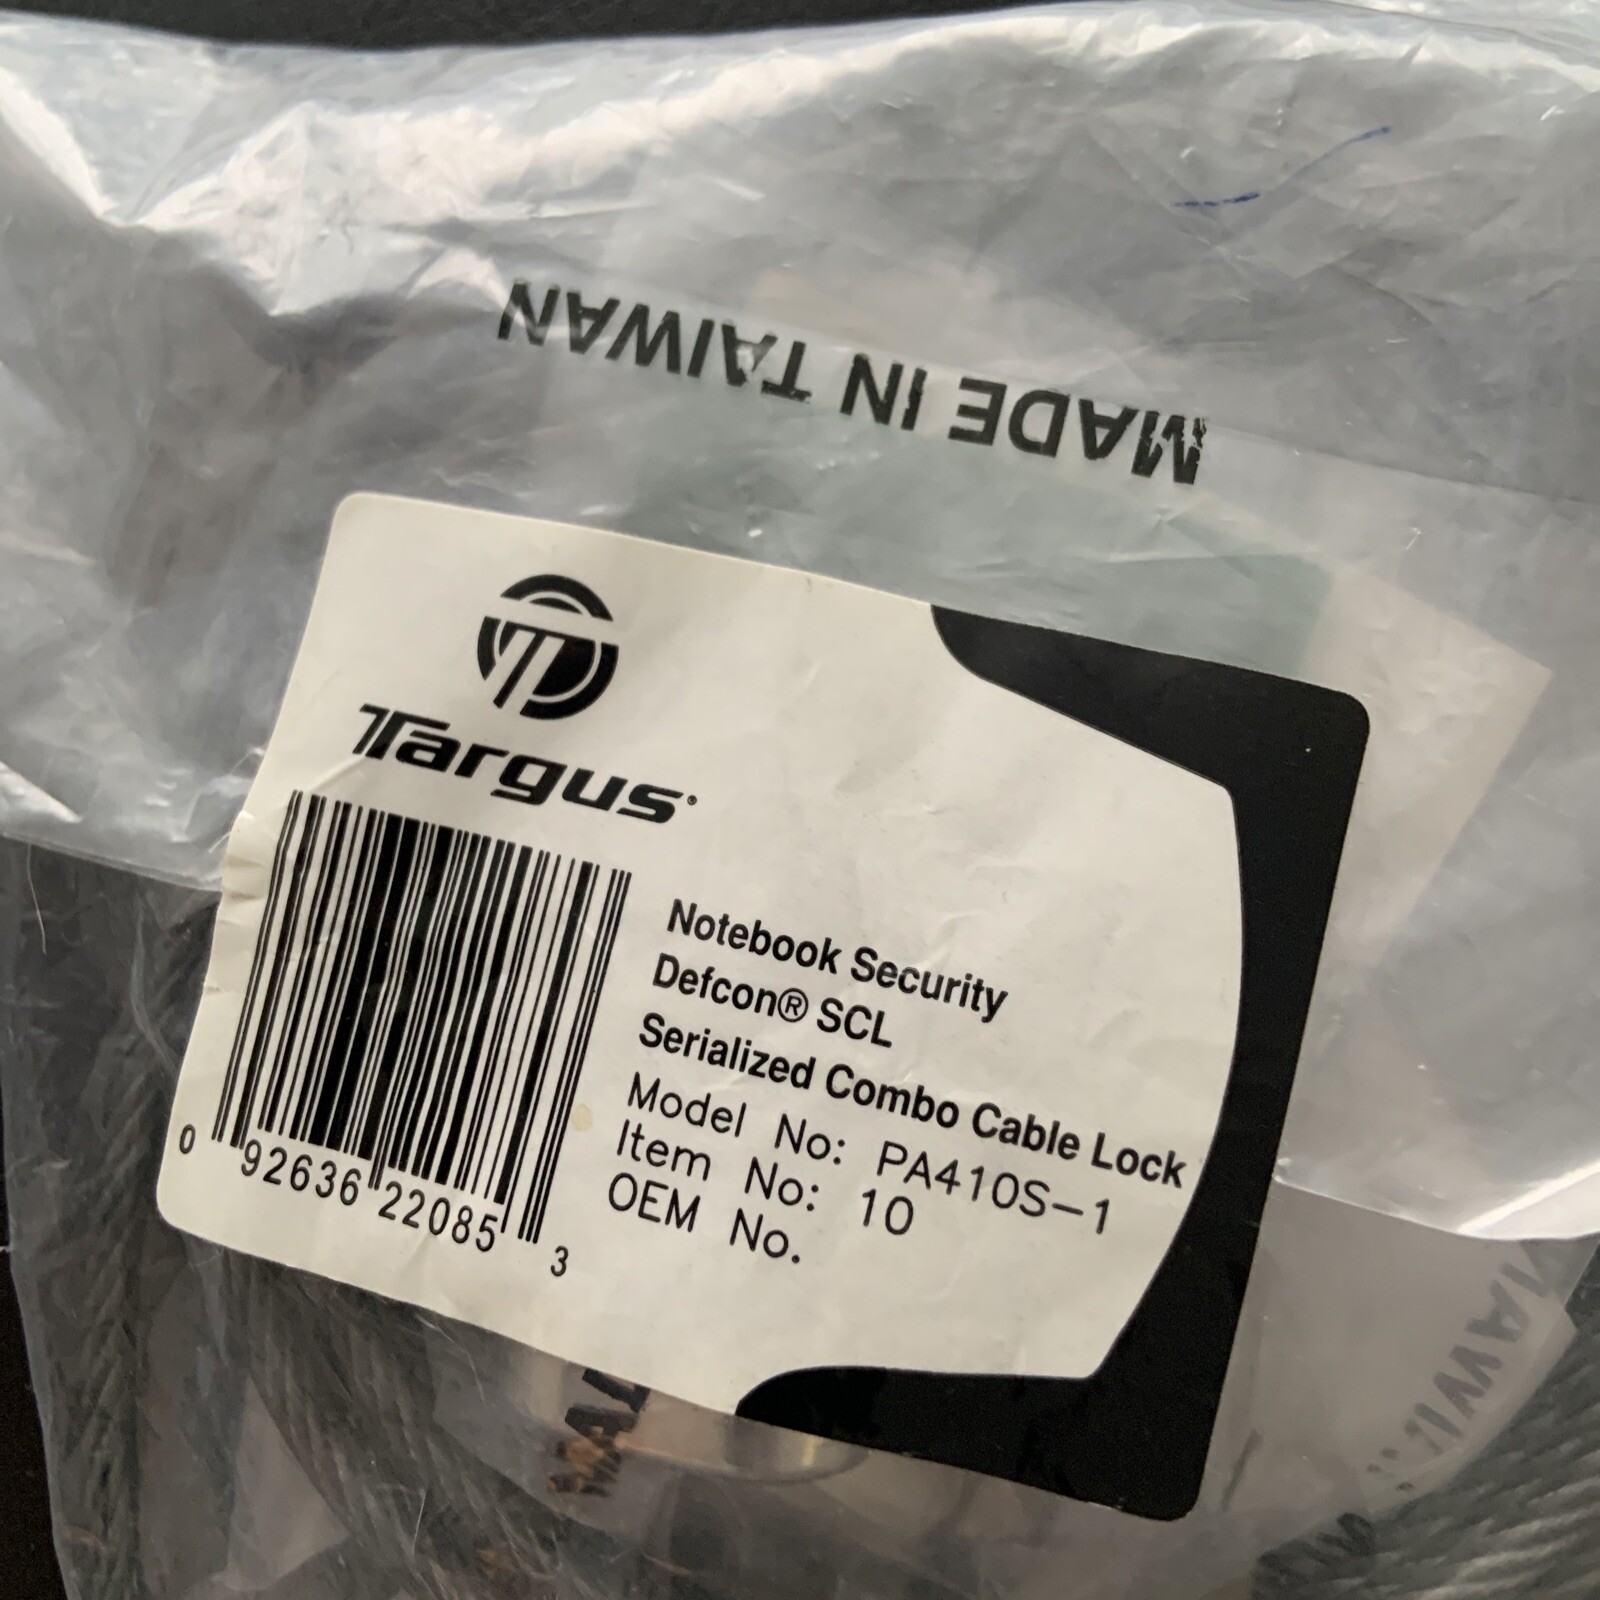 MADE IN TAIWAN
Targus
Notebook Security
Defcon® SCL
Serialized Combo Cable Lock
Model No: PA410S-1
Item No: 10
OEM No.
0 92636 22085 3